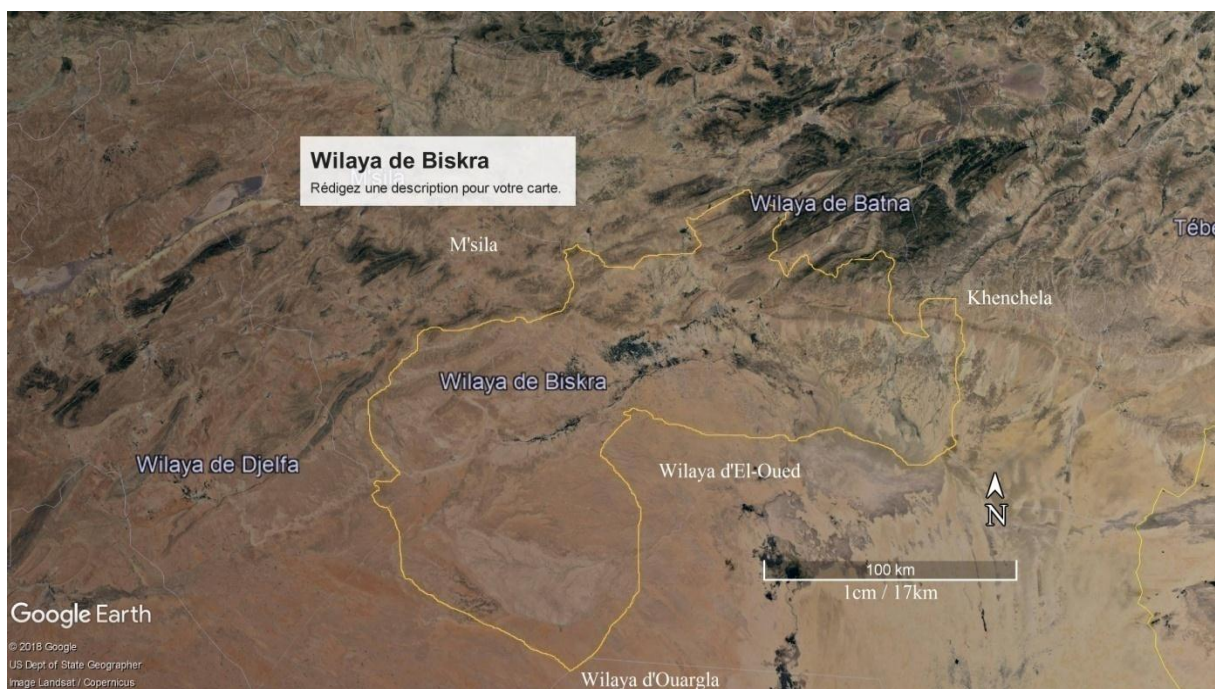 Wilaya de Biskra
M'sila
Rédigez une description pour votre carte.
Wilaya de Batna
M'sila
Khenchela
Wilaya de Biskra
Wilaya de Djelfa
Wilaya d'El-Oued
N
100 km
1cm / 17km
Google Earth
© 2018 Google
US Dept of State Geographer
Image Landsat / Copernicus
Wilaya d'Ouargla